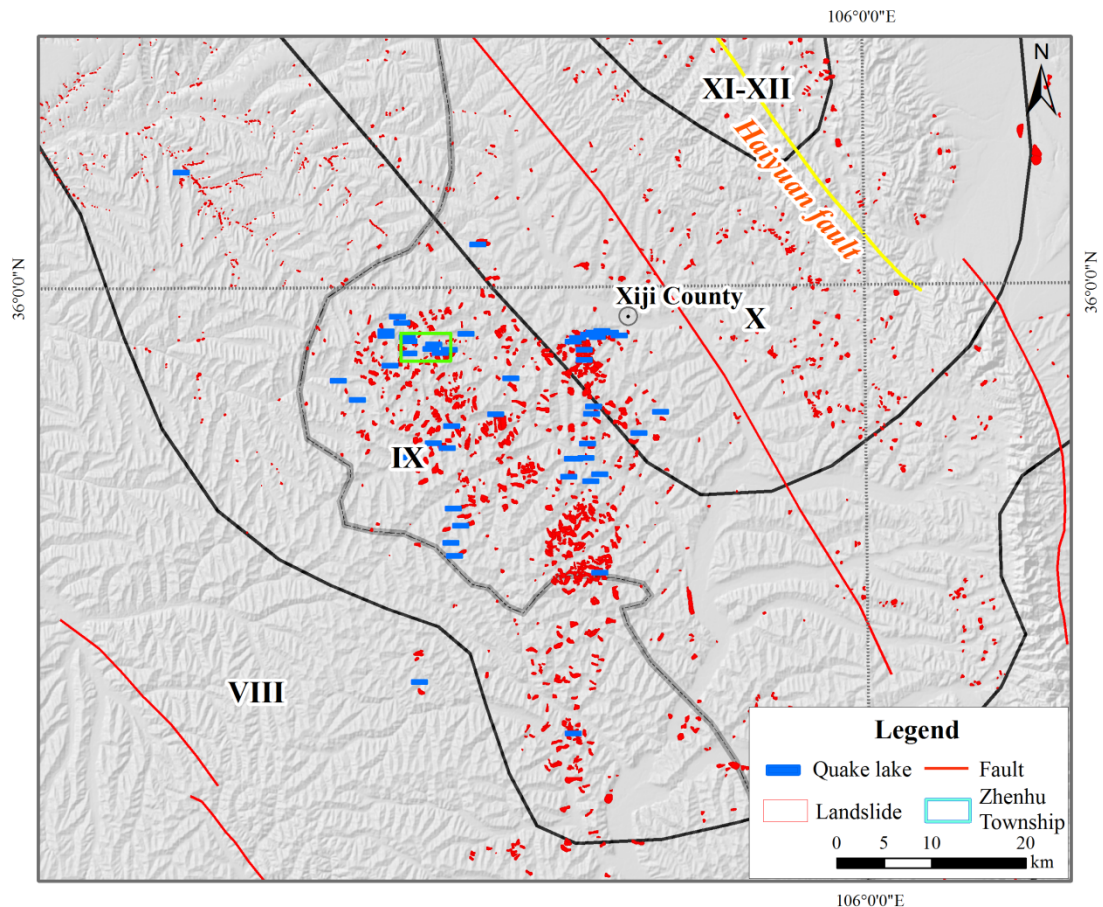 106°0'0"E
N
XI-XII
Haiyuan fault
36°0'0"N
36°0'0"N
Xiji County
X
IX
VIII
Legend
Quake lake
Fault
Landslide
Zhenhu
Township
0 5 10 20
km
106°0'0"E